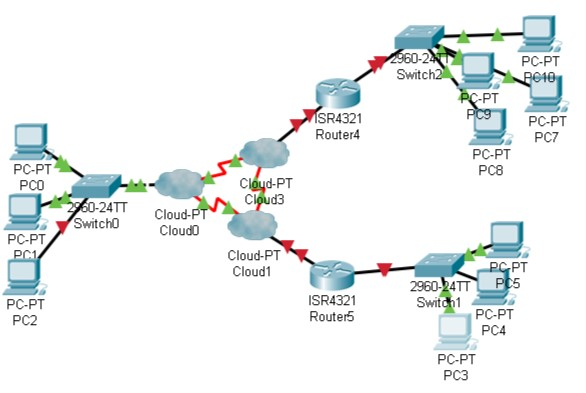 2960-24TT
Switch2
PC-PT
PC10
PC-PT
PC9
PC-PT
PC7
PC-PT
PC8
ISR4321
Router4
PC-PT
PC0
2960-24TT
Switch0
Cloud-PT
Cloud3
Cloud-PT
Cloud0
PC-PT
PC1
Cloud-PT
Cloud1
PC-PT
PC2
ISR4321
Router5
2960-24TT
Switch1
PC-PT
PC5
PC-PT
PC4
PC-PT
PC3